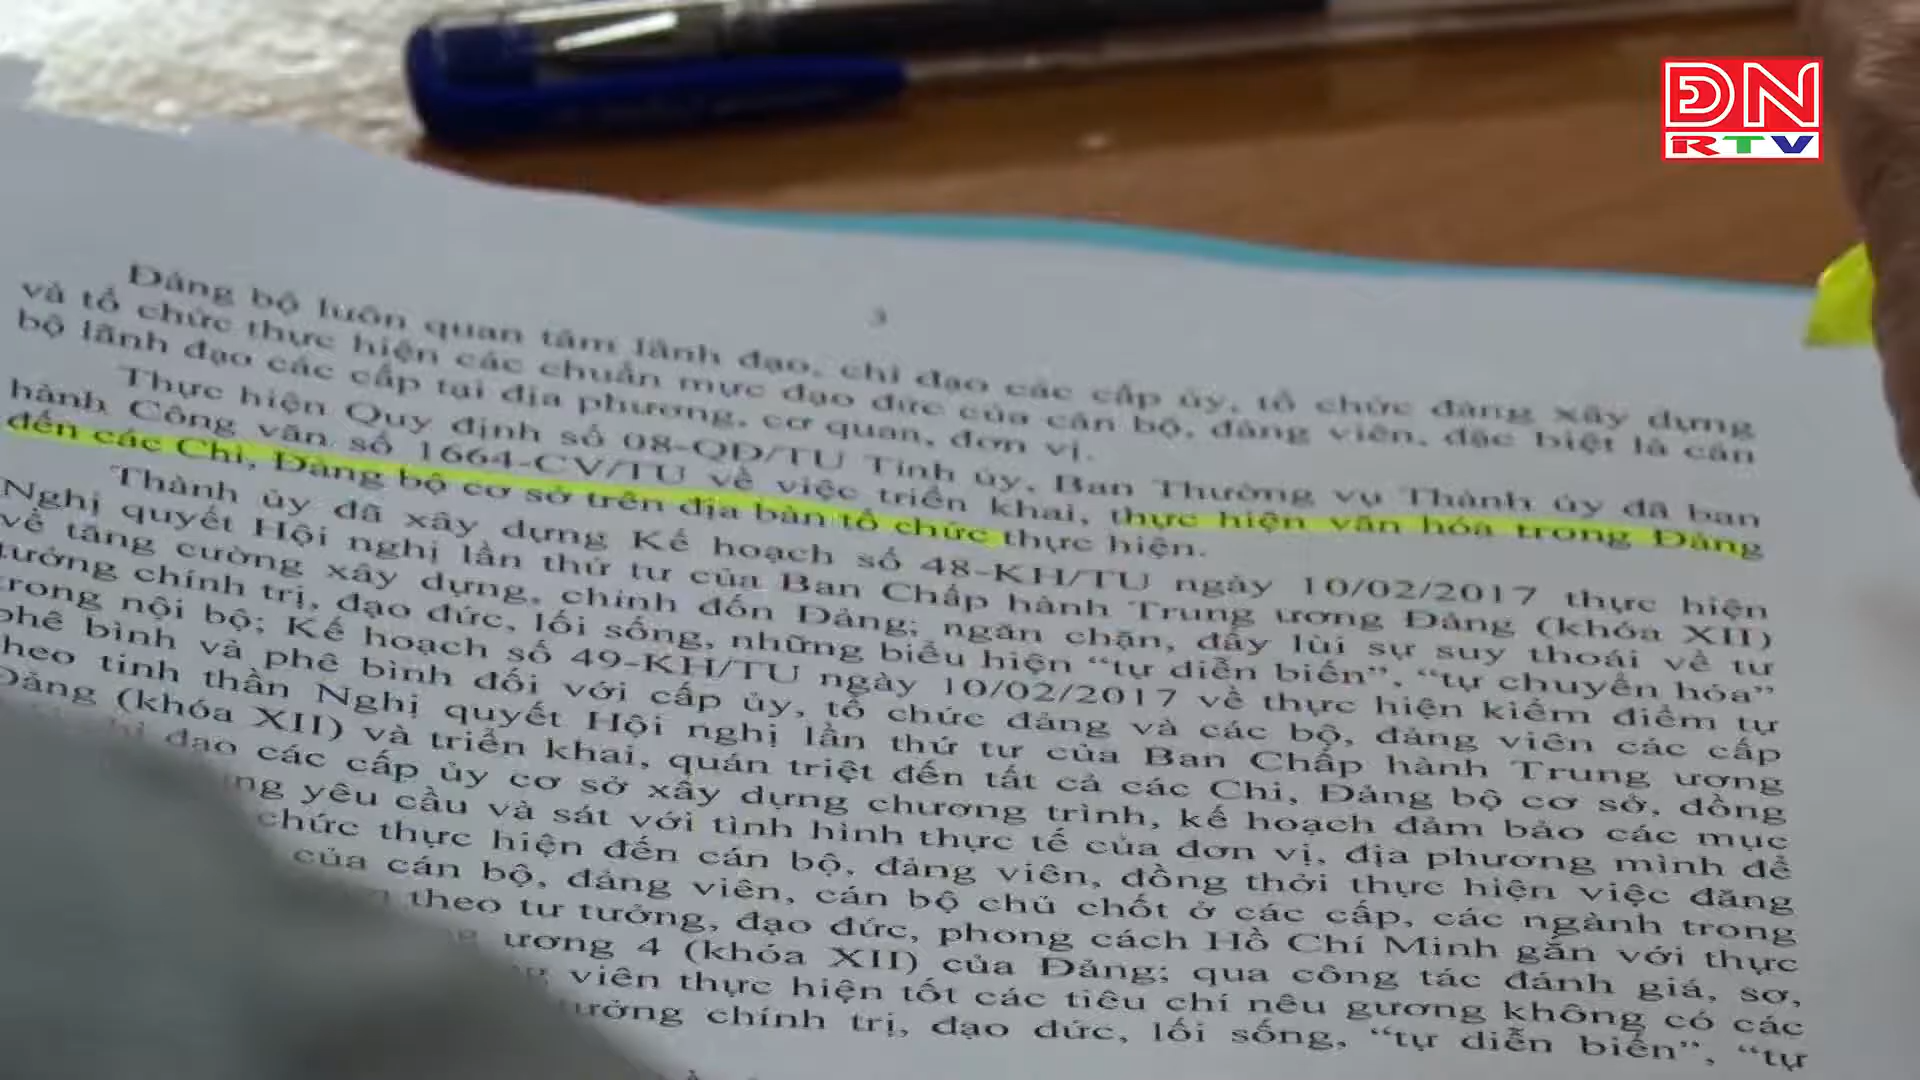 ĐN
RTV
3
Đảng bộ luôn quan tâm lãnh đạo, chỉ đạo các cấp ủy, tổ chức đảng xây dựng
và tổ chức thực hiện các chuẩn mực đạo đức của cán bộ, đảng viên, đặc biệt là cán
bộ lãnh đạo các cấp tại địa phương, cơ quan, đơn vị.
Thực hiện Quy định số 08-QĐ/TU Tỉnh ủy, Ban Thường vụ Thành ủy đã ban
hành Công văn số 1664-CV/TU về việc triển khai, thực hiện văn hóa trong Đảng
đến các Chi, Đảng bộ cơ sở trên địa bàn tổ chức thực hiện.
Thành ủy đã xây dựng Kế hoạch số 48-KH/TU ngày 10/02/2017 thực hiện
Nghị quyết Hội nghị lần thứ tư của Ban Chấp hành Trung ương Đảng (khóa XII)
về tăng cường xây dựng, chỉnh đốn Đảng; ngăn chặn, đẩy lùi sự suy thoái về tư
tưởng chính trị, đạo đức, lối sống, những biểu hiện “tự diễn biến”, “tự chuyển hóa”
trong nội bộ; Kế hoạch số 49-KH/TU ngày 10/02/2017 về thực hiện kiểm điểm tự
phê bình và phê bình đối với cấp ủy, tổ chức đảng và các bộ, đảng viên các cấp
theo tinh thần Nghị quyết Hội nghị lần thứ tư của Ban Chấp hành Trung ương
Đảng (khóa XII) và triển khai, quán triệt đến tất cả các Chi, Đảng bộ cơ sở, đồng
đạo các cấp ủy cơ sở xây dựng chương trình, kế hoạch đảm bảo các mục
yêu cầu và sát với tình hình thực tế của đơn vị, địa phương mình để
chức thực hiện đến cán bộ, đảng viên, đồng thời thực hiện việc đăng
của cán bộ, đảng viên, cán bộ chủ chốt ở các cấp, các ngành trong
theo tư tưởng, đạo đức, phong cách Hồ Chí Minh gắn với thực
ương 4 (khóa XII) của Đảng; qua công tác đánh giá, sơ,
viên thực hiện tốt các tiêu chí nêu gương không có các
tưởng chính trị, đạo đức, lối sống, “tự diễn biến”, “tự